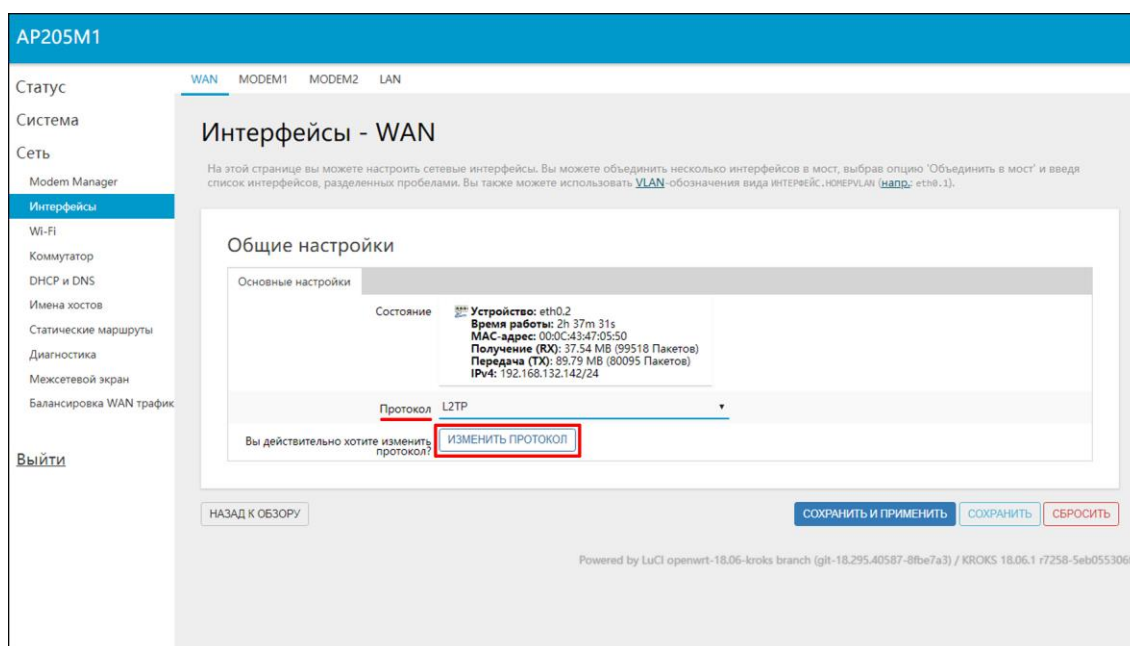 AP205M1
Статус
Система
Сеть
Modem Manager
Интерфейсы
Wi-Fi
Коммутатор
DHCP и DNS
Имена хостов
Статические маршруты
Диагностика
Межсетевой экран
Балансировка WAN трафик
Выйти
WAN MODEM1 MODEM2 LAN
Интерфейсы - WAN
На этой странице вы можете настроить сетевые интерфейсы. Вы можете объединить несколько интерфейсов в мост, выбрав опцию 'Объединить в мост' и введя
список интерфейсов, разделенных пробелами. Вы также можете использовать VLAN-обозначения вида ИНТЕРФЕЙС.НОМЕРVLAN (напр.: eth0.1).
Общие настройки
Основные настройки
Состояние
Устройство: eth0.2
Время работы: 2h 37m 31s
MAC-адрес: 00:0C:43:47:05:50
Получение (RX): 37.54 MB (99518 Пакетов)
Передача (TX): 89.79 MB (80095 Пакетов)
IPv4: 192.168.132.142/24
Протокол L2TP
Вы действительно хотите изменить
протокол?
ИЗМЕНИТЬ ПРОТОКОЛ
НАЗАД К ОБЗОРУ СОХРАНИТЬ И ПРИМЕНИТЬ СОХРАНИТЬ СБРОСИТЬ
Powered by LuCI openwrt-18.06-kroks branch (git-18.295.40587-8fbe7a3) / KROKS 18.06.1 r7258-5eb055306